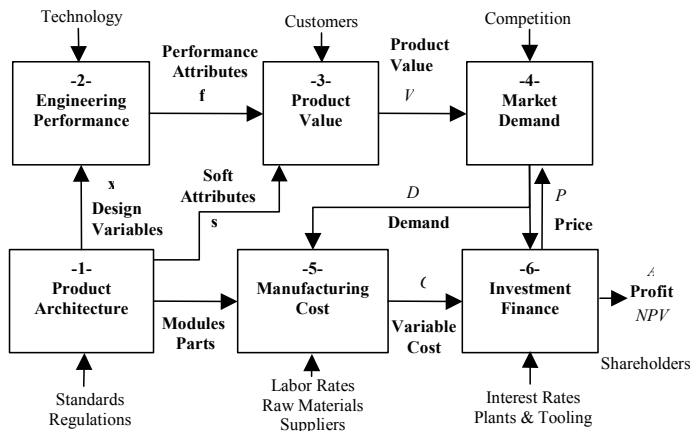 Technology
Customers
Competition
-2-
Engineering
Performance
Performance
Attributes
f
-3-
Product
Value
Product
Value
V
-4-
Market
Demand
x
Design
Variables
Soft
Attributes
s
D
Demand
P
Price
-1-
Product
Architecture
Modules
Parts
-5-
Manufacturing
Cost
Variable
Cost
-6-
Investment
Finance
Profit
NPV
Shareholders
Standards
Regulations
Labor Rates
Raw Materials
Suppliers
Interest Rates
Plants & Tooling